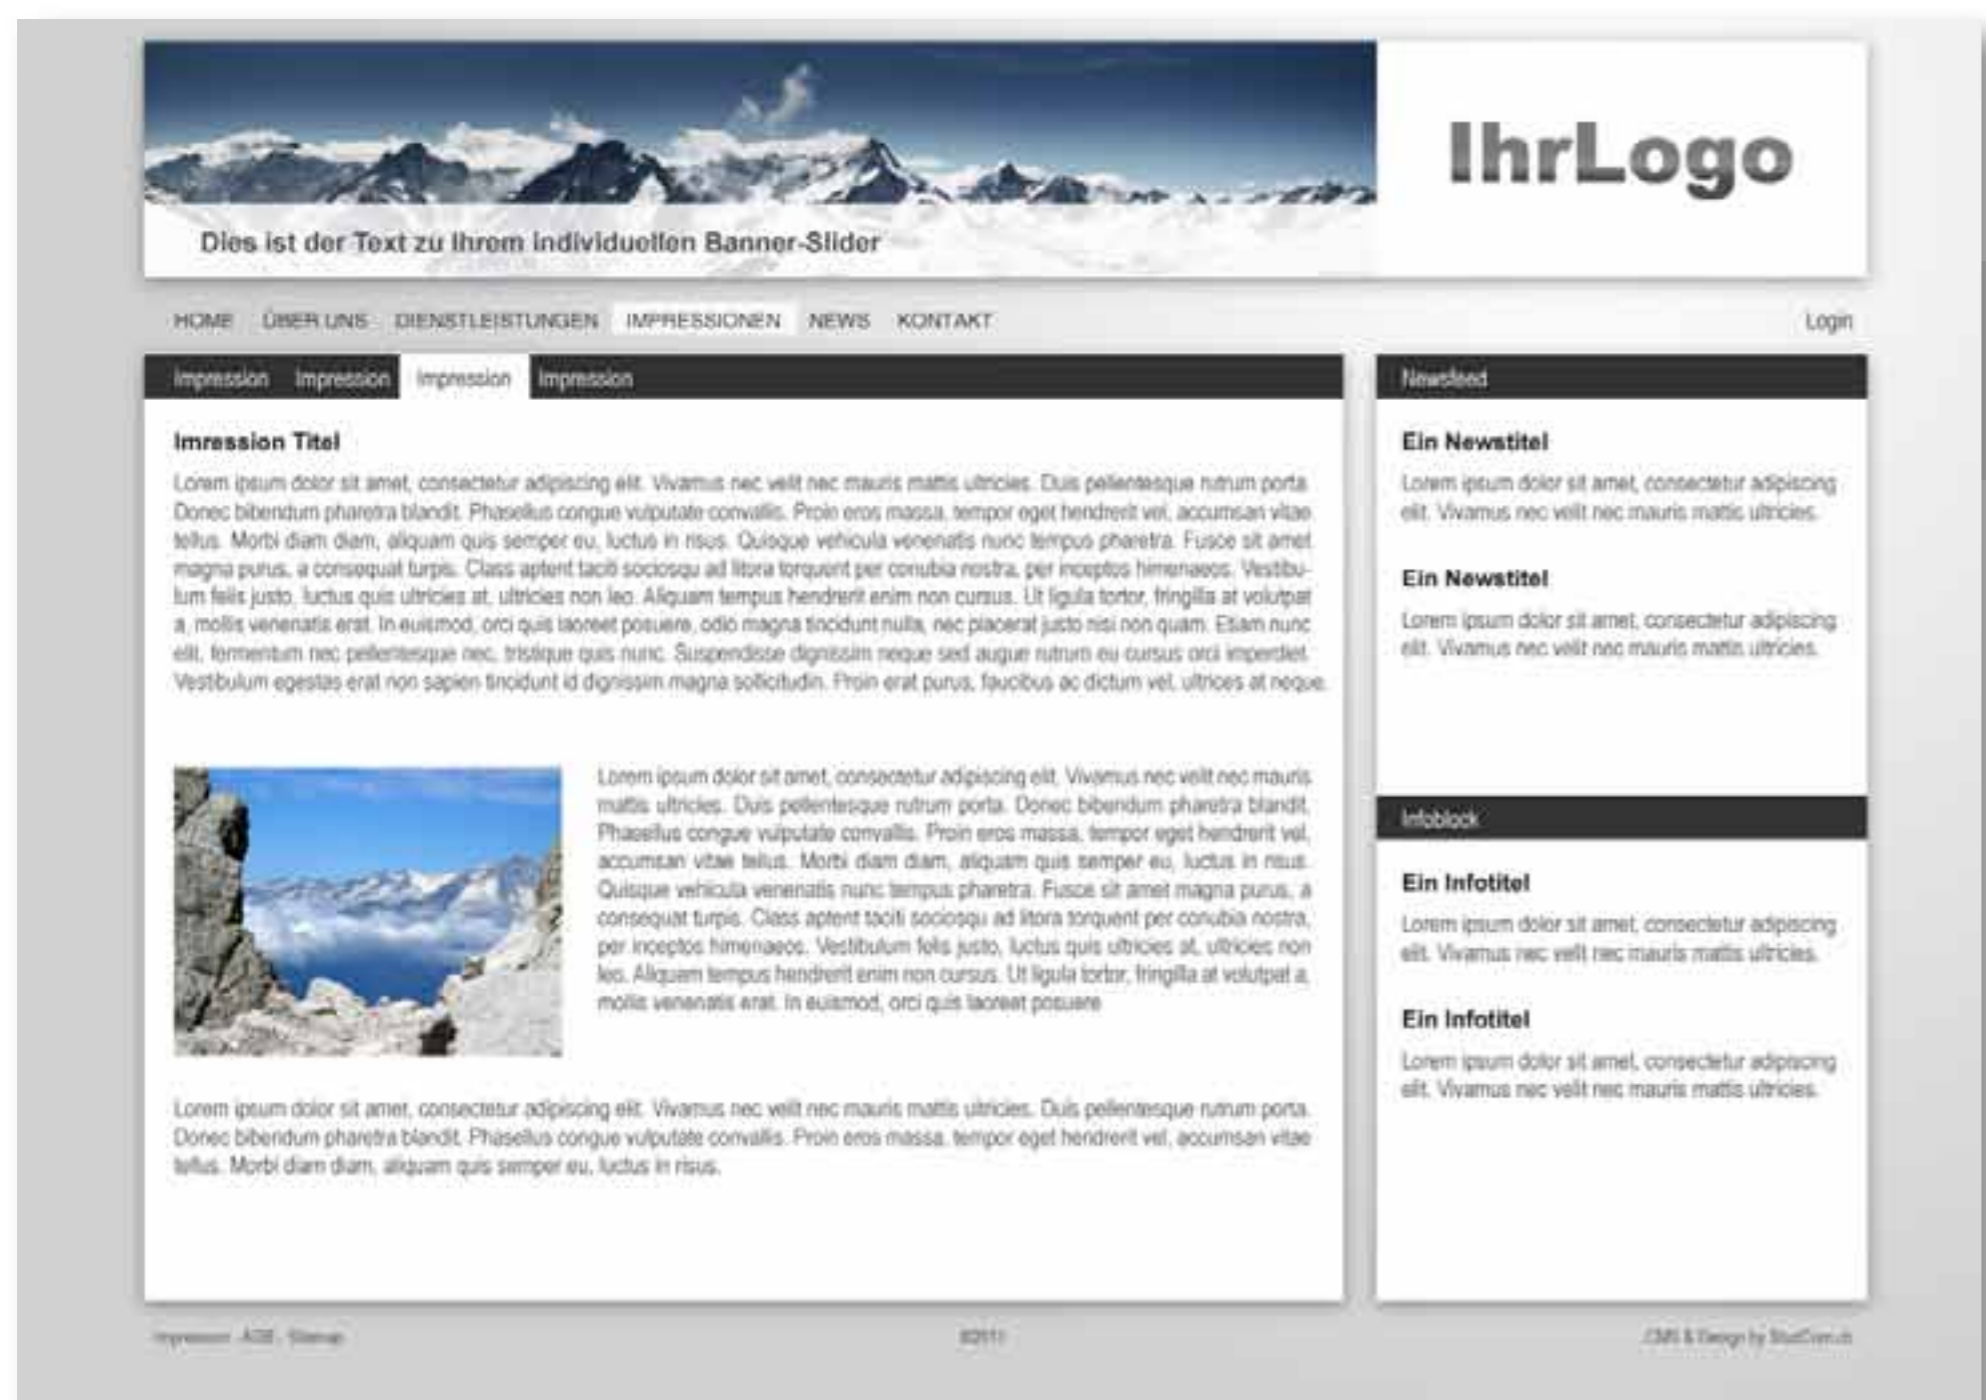 IhrLogo
Dies ist der Text zu Ihrem individuellen Banner-Slider
HOME ÜBER UNS DIENSTLEISTUNGEN IMPRESSIONEN NEWS KONTAKT Login
Impression Impression Impression Impression
Imression Titel
Lorem ipsum dolor sit amet, consectetur adipiscing elit. Vivamus nec velit nec mauris mattis ultricies. Duis pellentesque rutrum porta.
Donec bibendum pharetra blandit. Phasellus congue vulputate convallis. Proin eros massa, tempor eget hendrerit vel, accumsan vitae
tellus. Morbi diam diam, aliquam quis semper eu, luctus in risus. Quisque vehicula venenatis nunc tempus pharetra. Fusce sit amet
magna purus, a consequat turpis. Class aptent taciti sociosqu ad litora torquent per conubia nostra, per inceptos himenaeos. Vestibu-
lum felis justo, luctus quis ultricies at, ultricies non leo. Aliquam tempus hendrerit enim non cursus. Ut ligula tortor, fringilla at volutpat
a, mollis venenatis erat. In euismod, orci quis laoreet posuere, odio magna tincidunt nulla, nec placerat justo nisi non quam. Etiam nunc
elit, fermentum nec pellentesque nec, tristique quis nunc. Suspendisse dignissim neque sed augue rutrum eu cursus orci imperdiet.
Vestibulum egestas erat non sapien tincidunt id dignissim magna sollicitudin. Proin erat purus, faucibus ac dictum vel, ultrices at neque.
Lorem ipsum dolor sit amet, consectetur adipiscing elit. Vivamus nec velit nec mauris
mattis ultricies. Duis pellentesque rutrum porta. Donec bibendum pharetra blandit.
Phasellus congue vulputate convallis. Proin eros massa, tempor eget hendrerit vel,
accumsan vitae tellus. Morbi diam diam, aliquam quis semper eu, luctus in risus.
Quisque vehicula venenatis nunc tempus pharetra. Fusce sit amet magna purus, a
consequat turpis. Class aptent taciti sociosqu ad litora torquent per conubia nostra,
per inceptos himenaeos. Vestibulum felis justo, luctus quis ultricies at, ultricies non
leo. Aliquam tempus hendrerit enim non cursus. Ut ligula tortor, fringilla at volutpat a,
mollis venenatis erat. In euismod, orci quis laoreet posuere
Lorem ipsum dolor sit amet, consectetur adipiscing elit. Vivamus nec velit nec mauris mattis ultricies. Duis pellentesque rutrum porta.
Donec bibendum pharetra blandit. Phasellus congue vulputate convallis. Proin eros massa, tempor eget hendrerit vel, accumsan vitae
tellus. Morbi diam diam, aliquam quis semper eu, luctus in risus.
Newsfeed
Ein Newstitel
Lorem ipsum dolor sit amet, consectetur adipiscing
elit. Vivamus nec velit nec mauris mattis ultricies.
Ein Newstitel
Lorem ipsum dolor sit amet, consectetur adipiscing
elit. Vivamus nec velit nec mauris mattis ultricies.
Infoblock
Ein Infotitel
Lorem ipsum dolor sit amet, consectetur adipiscing
elit. Vivamus nec velit nec mauris mattis ultricies.
Ein Infotitel
Lorem ipsum dolor sit amet, consectetur adipiscing
elit. Vivamus nec velit nec mauris mattis ultricies.
AGB . Sitemap
©2011
CMS & Design by